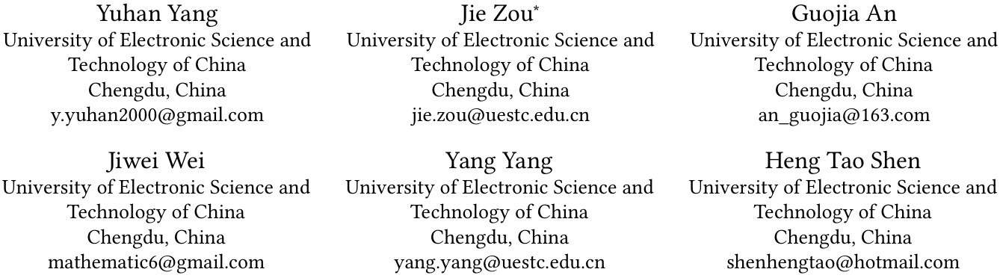 Yuhan Yang
University of Electronic Science and
Technology of China
Chengdu, China
y.yuhan2000@gmail.com
Jie Zou*
University of Electronic Science and
Technology of China
Chengdu, China
jie.zou@uestc.edu.cn
Guojia An
University of Electronic Science and
Technology of China
Chengdu, China
an_guojia@163.com
Jiwei Wei
University of Electronic Science and
Technology of China
Chengdu, China
mathematic6@gmail.com
Yang Yang
University of Electronic Science and
Technology of China
Chengdu, China
yang.yang@uestc.edu.cn
Heng Tao Shen
University of Electronic Science and
Technology of China
Chengdu, China
shenhengtao@hotmail.com